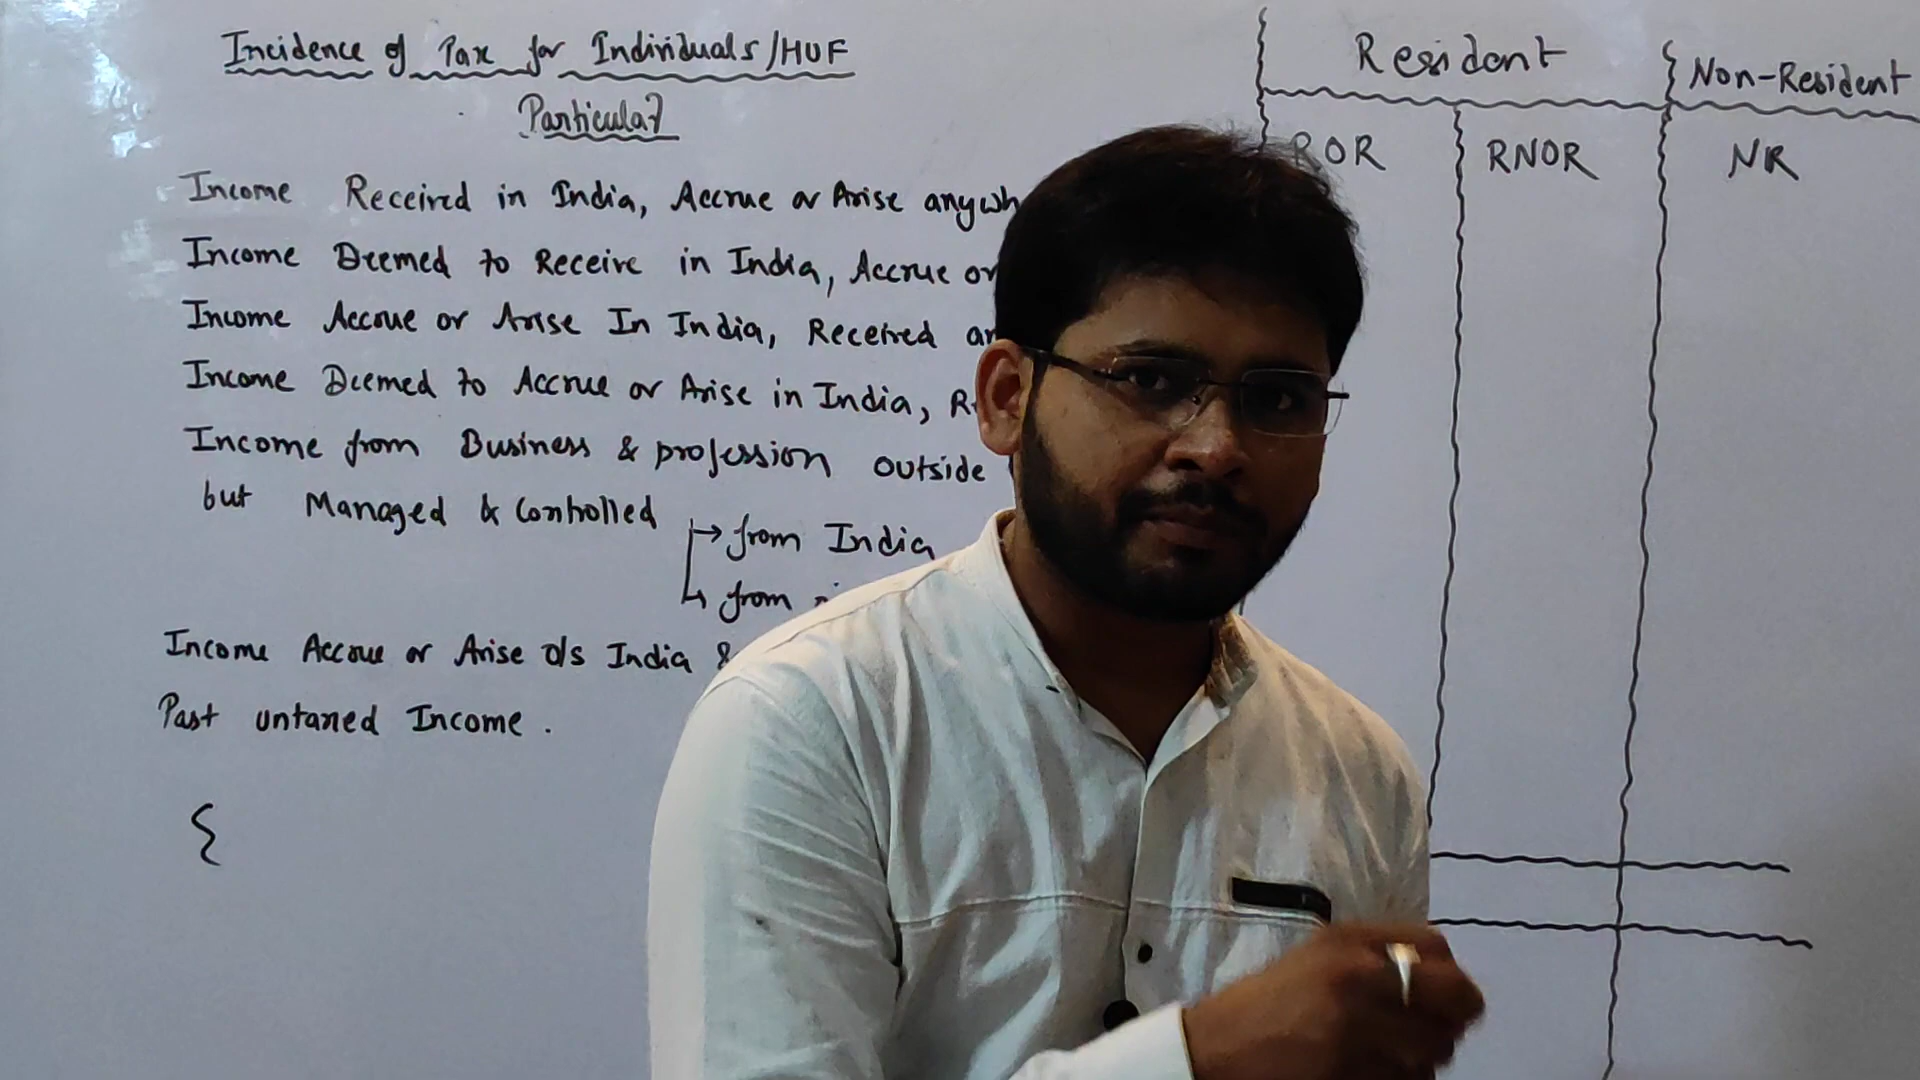 Incidence of Tax for Individuals/HUF
Resident
Non-Resident
Particular
ROR
RNOR
NR
Income Received in India, Accrue or Arise anywh
Income Deemed to Receive in India, Accrue or
Income Accrue or Arise In India, Received an
Income Deemed to Accrue or Arise in India, R
Income from Business & profession outside
but Managed & Controlled
from India
from
Income Accrue or Arise o/s India &
Past untaxed Income.